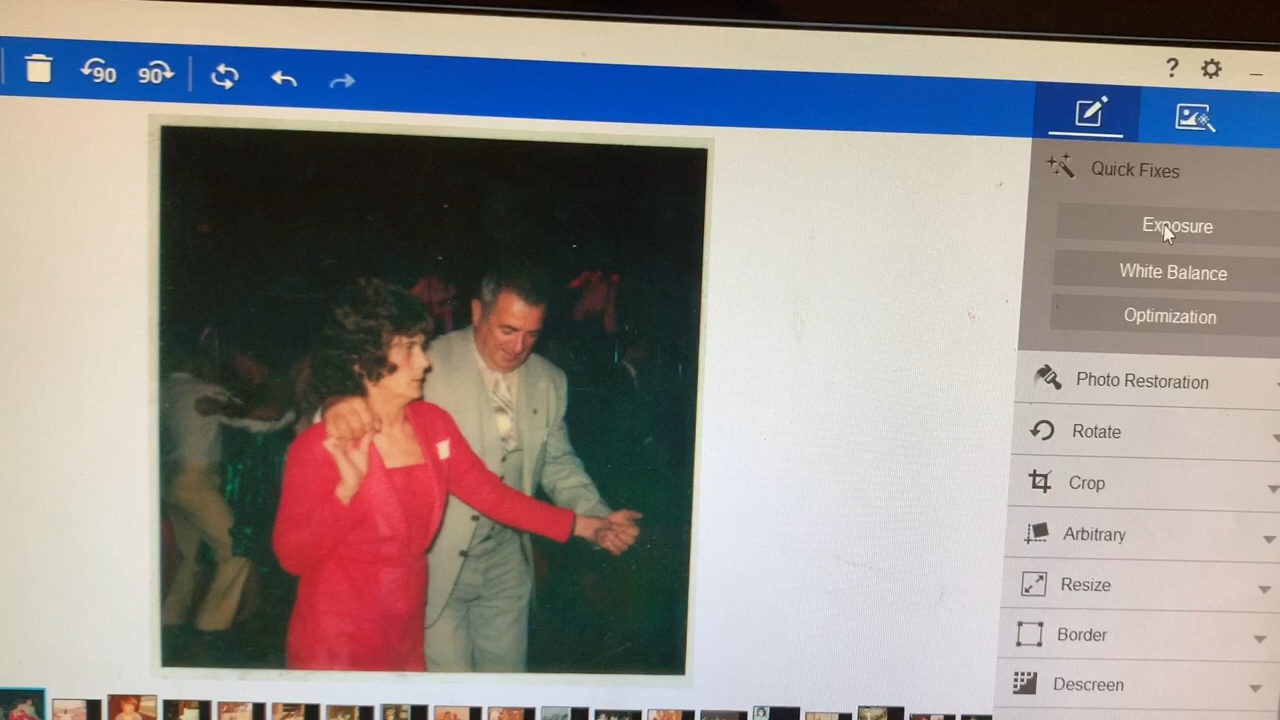 90
90
?
Quick Fixes
Exposure
White Balance
Optimization
Photo Restoration
Rotate
Crop
Arbitrary
Resize
Border
Descreen